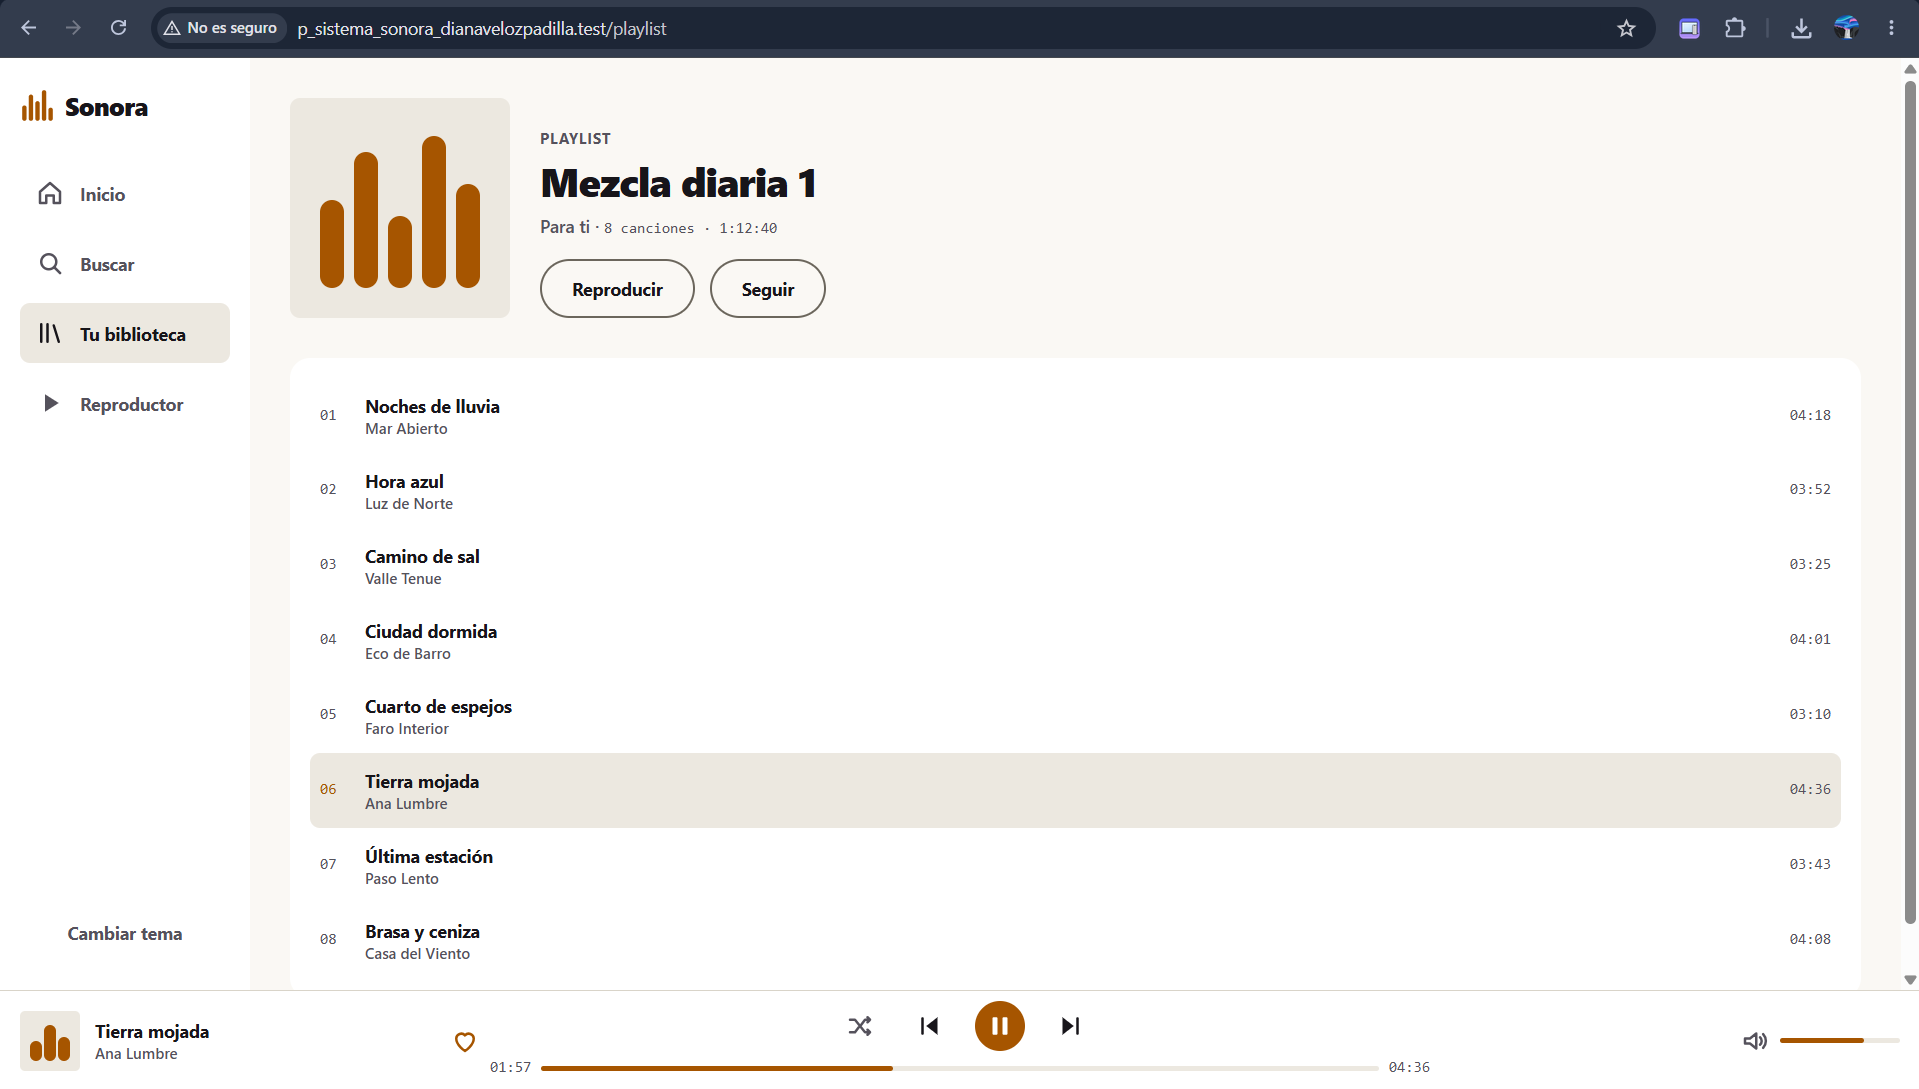 No es seguro
p_sistema_sonora_dianavelozpadilla.test/playlist
Sonora
Inicio
Buscar
Tu biblioteca
Reproductor
Cambiar tema
PLAYLIST
Mezcla diaria 1
Para ti · 8 canciones · 1:12:40
Reproducir
Seguir
01 Noches de lluvia 04:18
Mar Abierto
02 Hora azul 03:52
Luz de Norte
03 Camino de sal 03:25
Valle Tenue
04 Ciudad dormida 04:01
Eco de Barro
05 Cuarto de espejos 03:10
Faro Interior
06 Tierra mojada 04:36
Ana Lumbre
07 Última estación 03:43
Paso Lento
08 Brasa y ceniza 04:08
Casa del Viento
Tierra mojada
Ana Lumbre
01:57
04:36